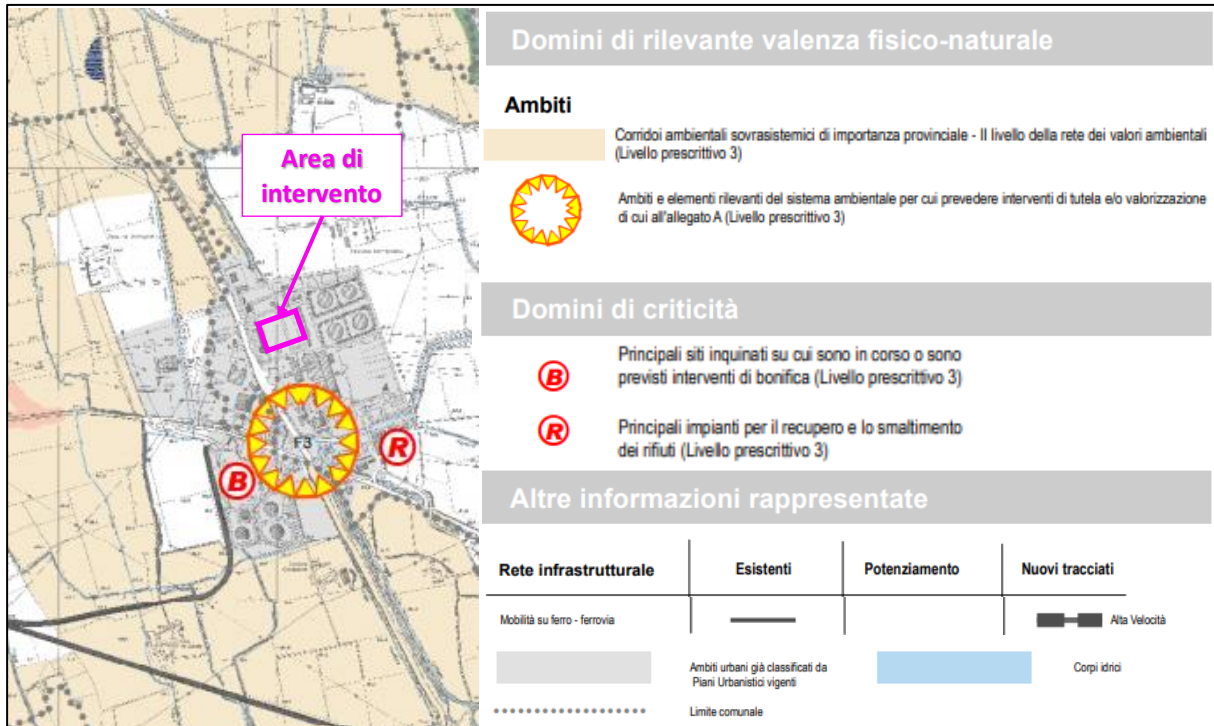 Area di
intervento
F3
B
R
Domini di rilevante valenza fisico-naturale
Ambiti
Corridoi ambientali sovrasistemici di importanza provinciale - II livello della rete dei valori ambientali
(Livello prescrittivo 3)
Ambiti e elementi rilevanti del sistema ambientale per cui prevedere interventi di tutela e/o valorizzazione
di cui all'allegato A (Livello prescrittivo 3)
Domini di criticità
B
Principali siti inquinati su cui sono in corso o sono
previsti interventi di bonifica (Livello prescrittivo 3)
R
Principali impianti per il recupero e lo smaltimento
dei rifiuti (Livello prescrittivo 3)
Altre informazioni rappresentate
Rete infrastrutturale Esistenti Potenziamento Nuovi tracciati
Mobilità su ferro - ferrovia Alta Velocità
Ambiti urbani già classificati da
Piani Urbanistici vigenti
Corpi idrici
Limite comunale